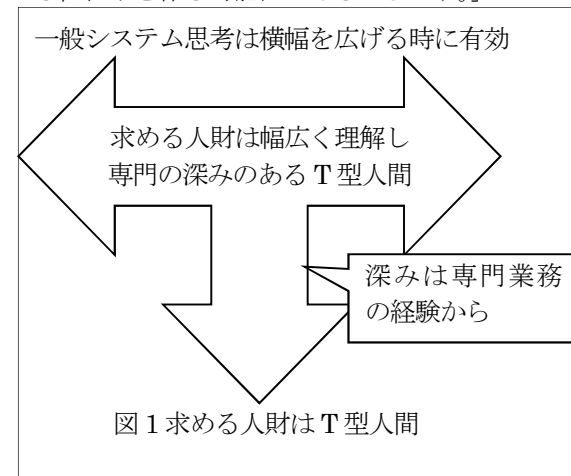 一般システム思考は横幅を広げる時に有効
求める人財は幅広く理解し
専門の深みのあるT型人間
深みは専門業務
の経験から
図1求める人財はT型人間